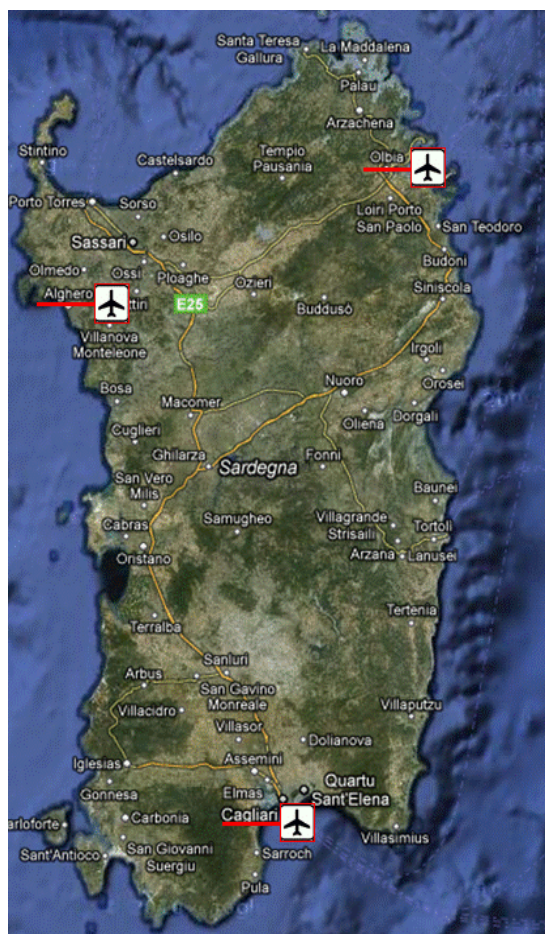 Santa Teresa
Gallura
La Maddalena
Palau
Arzachena
Stintino
Castelsardo
Tempio
Pausania
Olbia
Porto Torres
Sorso
Loiri Porto
San Paolo
San Teodoro
Sassari
Osilo
Budoni
Olmedo
Ossi
Ploaghe
Ozieri
Siniscola
Alghero
E25
Buddusò
Villanova
Monteleone
Irgoli
Bosa
Nuoro
Orosei
Macomer
Oliena
Dorgali
Cuglieri
Ghilarza
Sardegna
Fonni
San Vero
Milis
Baunei
Cabras
Samugheo
Villagrande
Strisaili
Tortolì
Oristano
Arzana
Lanusei
Terralba
Tertenia
Sanluri
Arbus
San Gavino
Monreale
Villacidro
Villaputzu
Villasor
Dolianova
Iglesias
Assemini
Gonnesa
Elmas
Quartu
Sant'Elena
Carbonia
Cagliari
arloforte
Villasimius
Sant'Antioco
San Giovanni
Suergiu
Sarroch
Pula